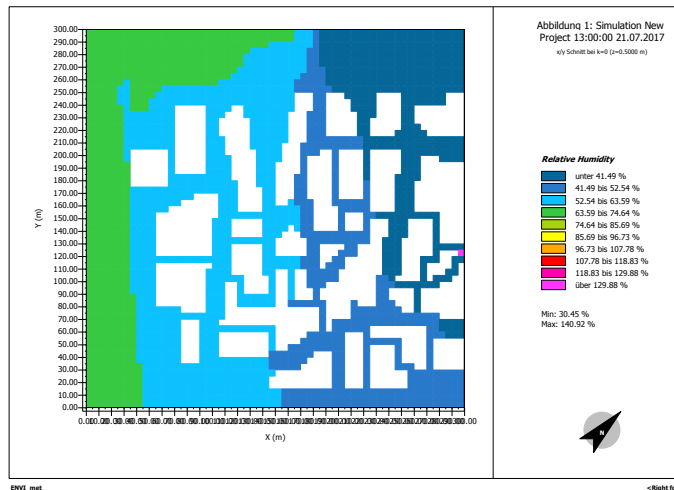 Abbildung 1: Simulation New
Project 13:00:00 21.07.2017
x/y Schnitt bei k=0 (z=0.5000 m)
300.00
290.00
280.00
270.00
260.00
250.00
240.00
230.00
220.00
210.00
200.00
190.00
180.00
170.00
160.00
150.00
140.00
130.00
120.00
110.00
100.00
90.00
80.00
70.00
60.00
50.00
40.00
30.00
20.00
10.00
0.00
Y (m)
X (m)
Relative Humidity
unter 41.49 %
41.49 bis 52.54 %
52.54 bis 63.59 %
63.59 bis 74.64 %
74.64 bis 85.69 %
85.69 bis 96.73 %
96.73 bis 107.78 %
107.78 bis 118.83 %
118.83 bis 129.88 %
über 129.88 %
Min: 30.45 %
Max: 140.92 %
N
ENVI_met
<Right fo